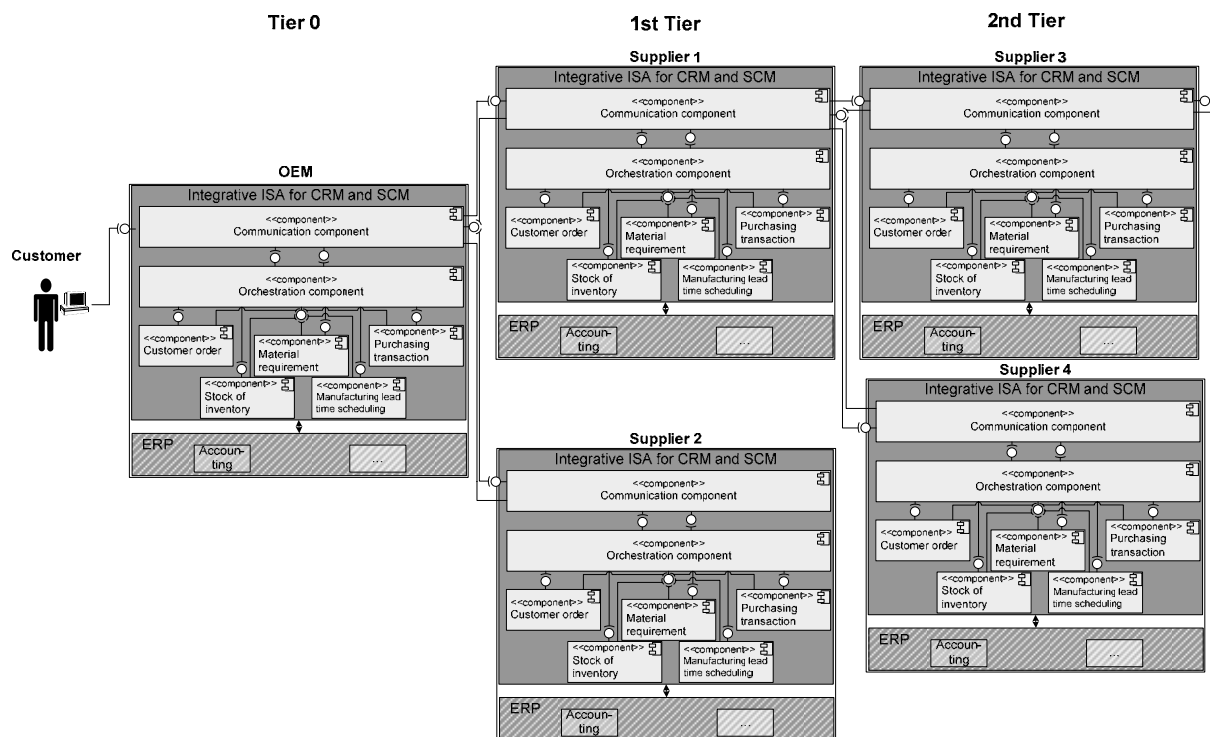 Tier 0
1st Tier
2nd Tier
Customer
OEM
Integrative ISA for CRM and SCM
<<component>>
Communication component
<<component>>
Orchestration component
<<component>>
Customer order
<<component>>
Material
requirement
<<component>>
Purchasing
transaction
<<component>>
Stock of
inventory
<<component>>
Manufacturing lead
time scheduling
ERP
Accoun-
ting
...
Supplier 1
Integrative ISA for CRM and SCM
<<component>>
Communication component
<<component>>
Orchestration component
<<component>>
Customer order
<<component>>
Material
requirement
<<component>>
Purchasing
transaction
<<component>>
Stock of
inventory
<<component>>
Manufacturing lead
time scheduling
ERP
Accoun-
ting
...
Supplier 2
Integrative ISA for CRM and SCM
<<component>>
Communication component
<<component>>
Orchestration component
<<component>>
Customer order
<<component>>
Material
requirement
<<component>>
Purchasing
transaction
<<component>>
Stock of
inventory
<<component>>
Manufacturing lead
time scheduling
ERP
Accoun-
ting
...
Supplier 3
Integrative ISA for CRM and SCM
<<component>>
Communication component
<<component>>
Orchestration component
<<component>>
Customer order
<<component>>
Material
requirement
<<component>>
Purchasing
transaction
<<component>>
Stock of
inventory
<<component>>
Manufacturing lead
time scheduling
ERP
Accoun-
ting
...
Supplier 4
Integrative ISA for CRM and SCM
<<component>>
Communication component
<<component>>
Orchestration component
<<component>>
Customer order
<<component>>
Material
requirement
<<component>>
Purchasing
transaction
<<component>>
Stock of
inventory
<<component>>
Manufacturing lead
time scheduling
ERP
Accoun-
ting
...